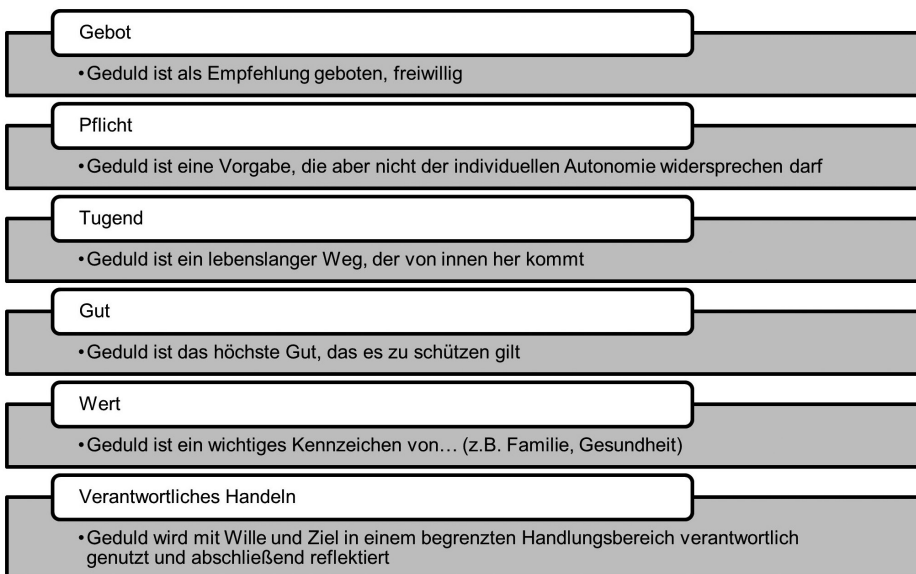 Gebot
•Geduld ist als Empfehlung geboten, freiwillig
Pflicht
•Geduld ist eine Vorgabe, die aber nicht der individuellen Autonomie widersprechen darf
Tugend
•Geduld ist ein lebenslanger Weg, der von innen her kommt
Gut
•Geduld ist das höchste Gut, das es zu schützen gilt
Wert
•Geduld ist ein wichtiges Kennzeichen von… (z.B. Familie, Gesundheit)
Verantwortliches Handeln
•Geduld wird mit Wille und Ziel in einem begrenzten Handlungsbereich verantwortlich
genutzt und abschließend reflektiert